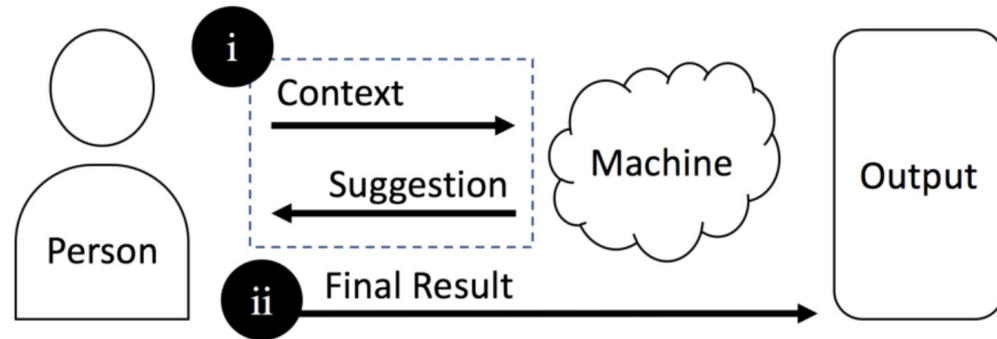 i
Context
Suggestion
Machine
Person
Output
ii
Final Result